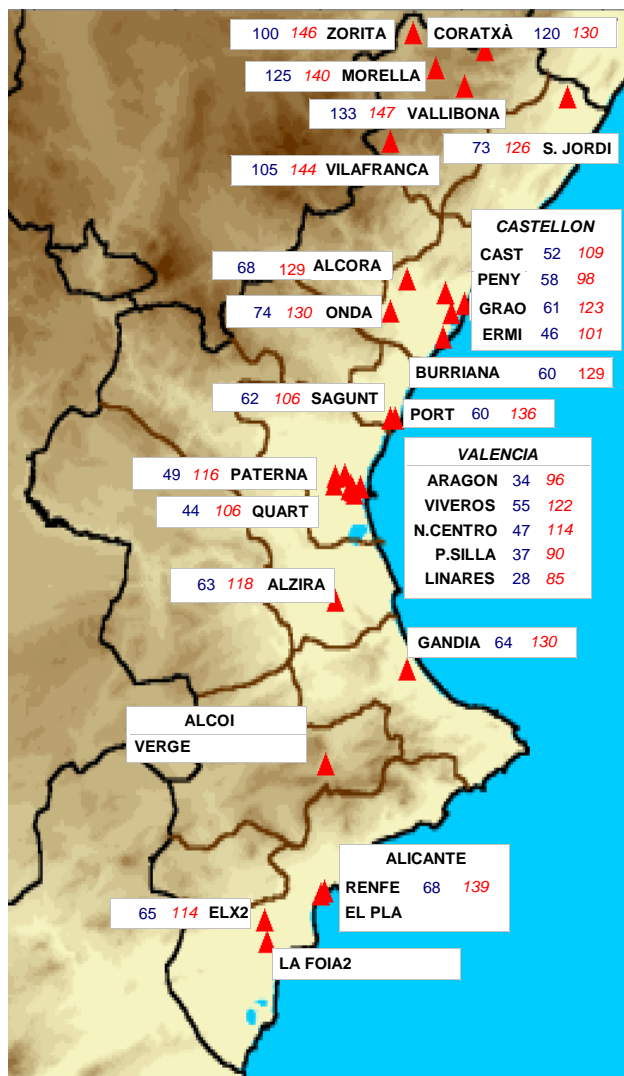 100 146 ZORITA
CORATXÀ 120 130
125 140 MORELLA
133 147 VALLIBONA
73 126 S. JORDI
105 144 VILAFRANCA
CASTELLON
CAST 52 109
PENY 58 98
GRAO 61 123
ERMI 46 101
68 129 ALCORA
74 130 ONDA
BURRIANA 60 129
62 106 SAGUNT
PORT 60 136
VALENCIA
ARAGON 34 96
VIVEROS 55 122
N.CENTRO 47 114
P.SILLA 37 90
LINARES 28 85
49 116 PATERNA
44 106 QUART
63 118 ALZIRA
GANDIA 64 130
ALCOI
VERGE
ALICANTE
RENFE 68 139
EL PLA
65 114 ELX2
LA FOIA2